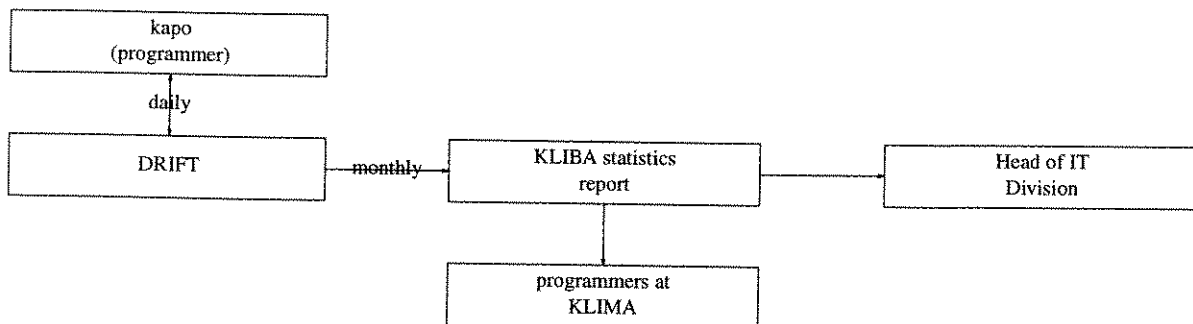 kapo
(programmer)
daily
DRIFT
monthly
KLIBA statistics
report
Head of IT
Division
programmers at
KLIMA